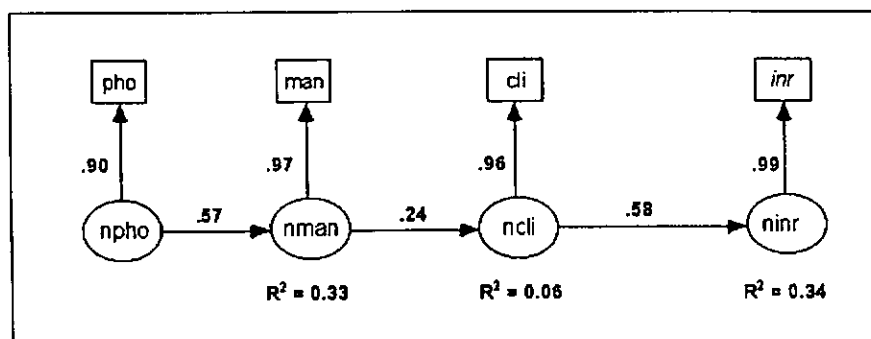 pho man cli inr
.90 .97 .96 .99
npho .57 nman .24 ncli .58 ninr
R² = 0.33 R² = 0.06 R² = 0.34